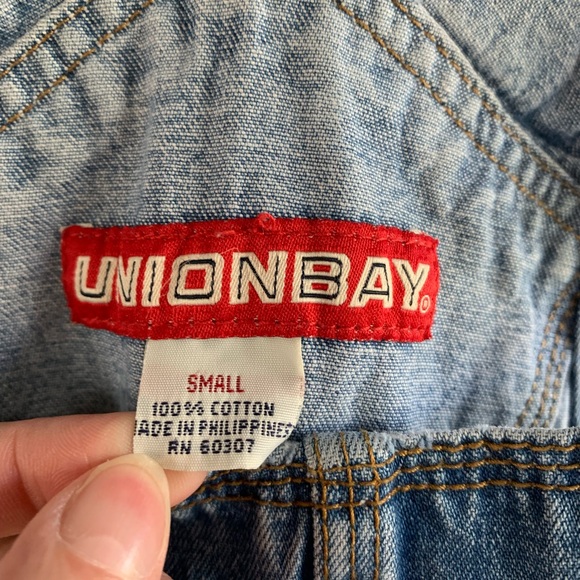 UNIONBAY®
SMALL
100% COTTON
ADE IN PHILIPPINES
RN 60307